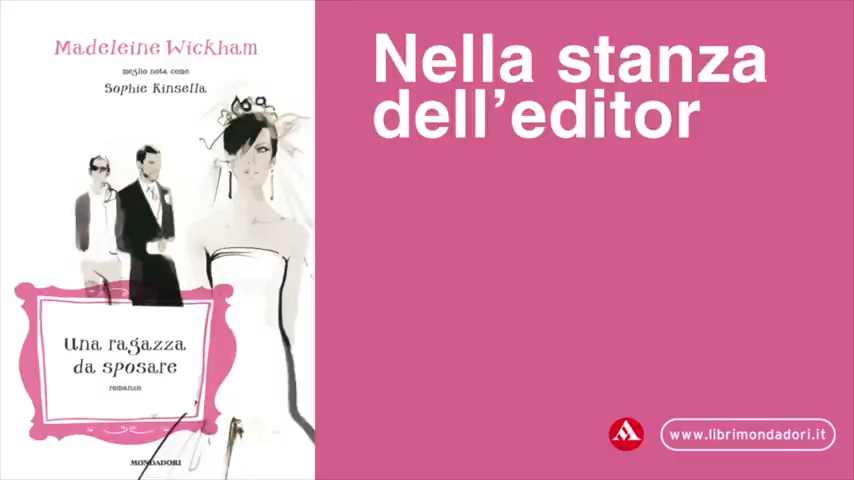 Madeleine Wickham
meglio nota come
Sophie Kinsella
Una ragazza
da sposare
romanzo
MONDADORI
Nella stanza
dell'editor
www.librimondadori.it